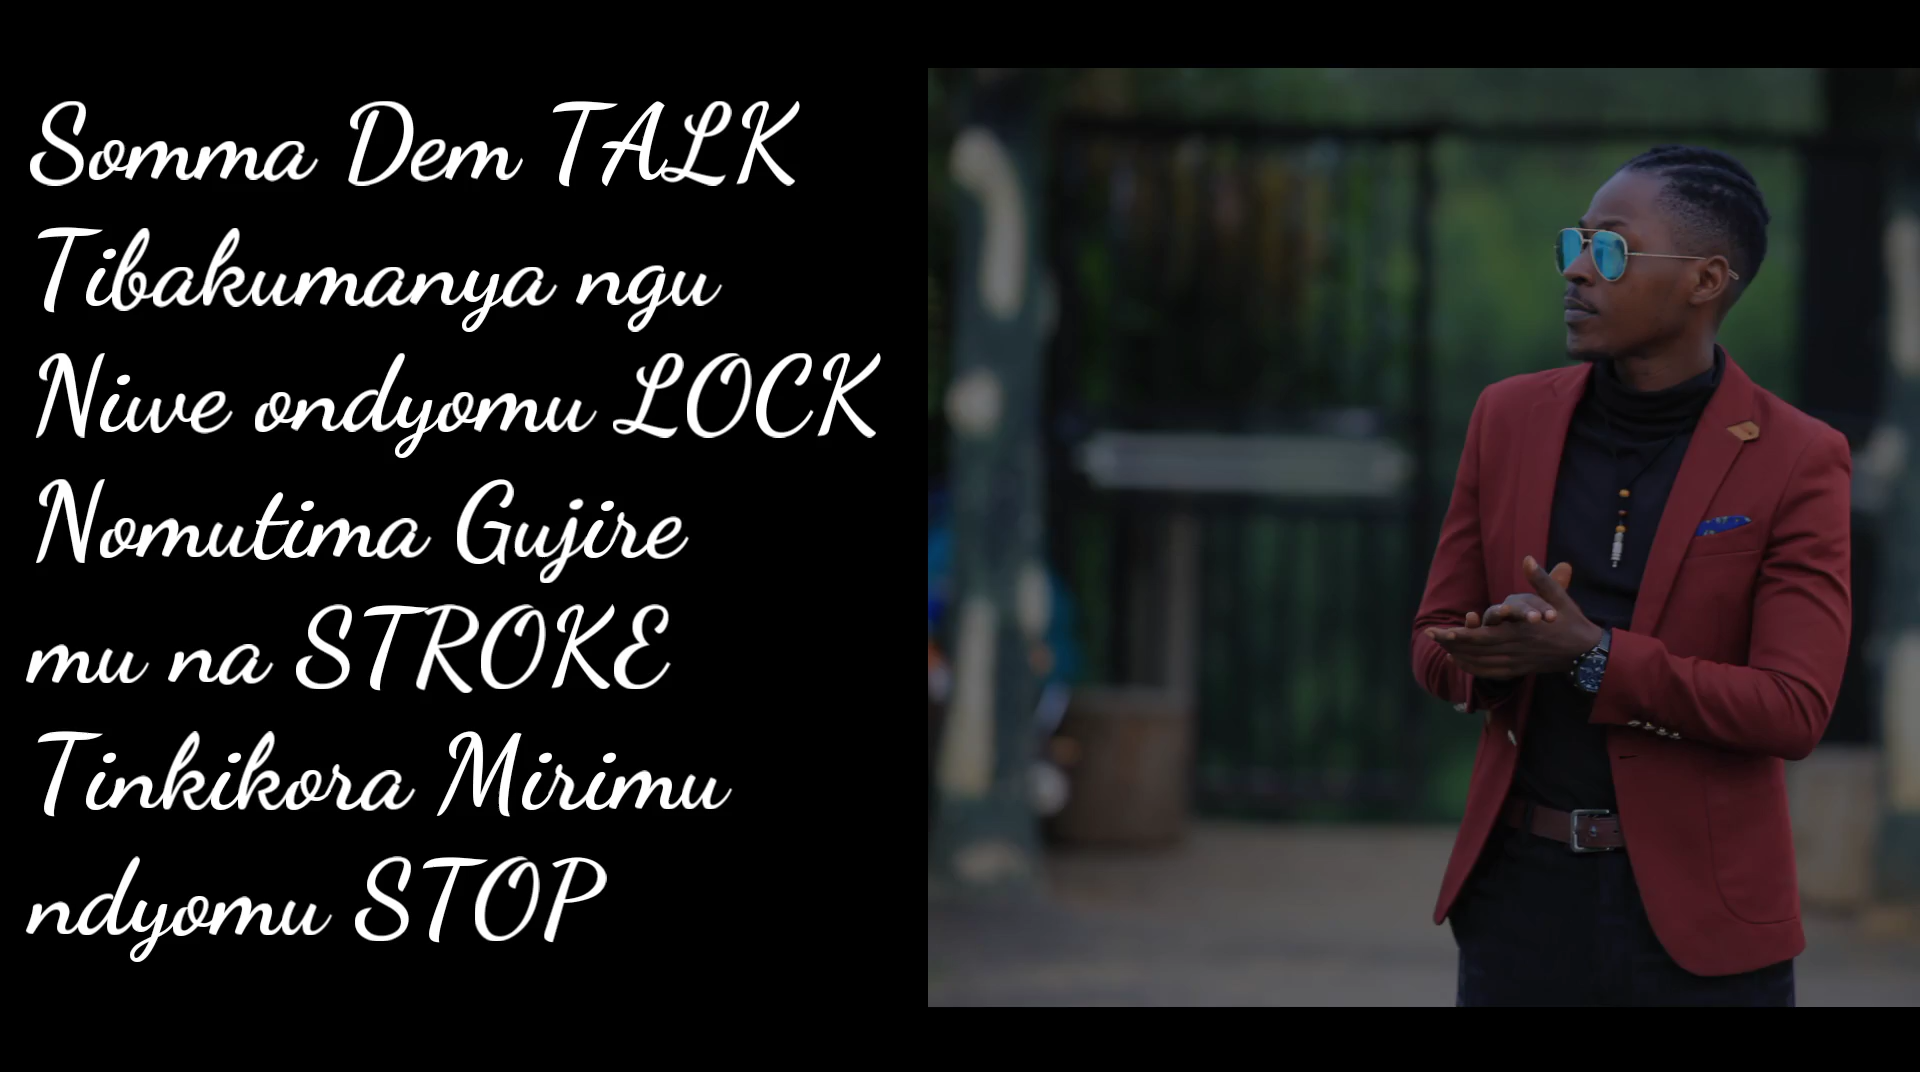 Somma Dem TALK
Tibakumanya ngu
Niwe ondyomu LOCK
Nomutima Gujire
mu na STROKE
Tinkikora Mirimu
ndyomu STOP